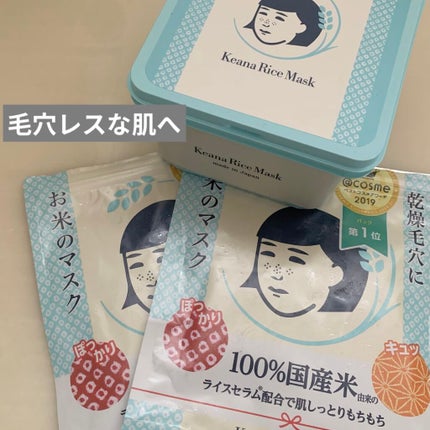 Keana Rice Mask
毛穴レスな肌へ
Keana Rice Mask
made in Japan
お米のマスク
ぽっかり
米のマスク
@cosme
2019
パック
第1位
乾燥毛穴に
ぽっかり
キュッ
100%国産米由来の
ライスセラム®配合で肌しっとりもちもち